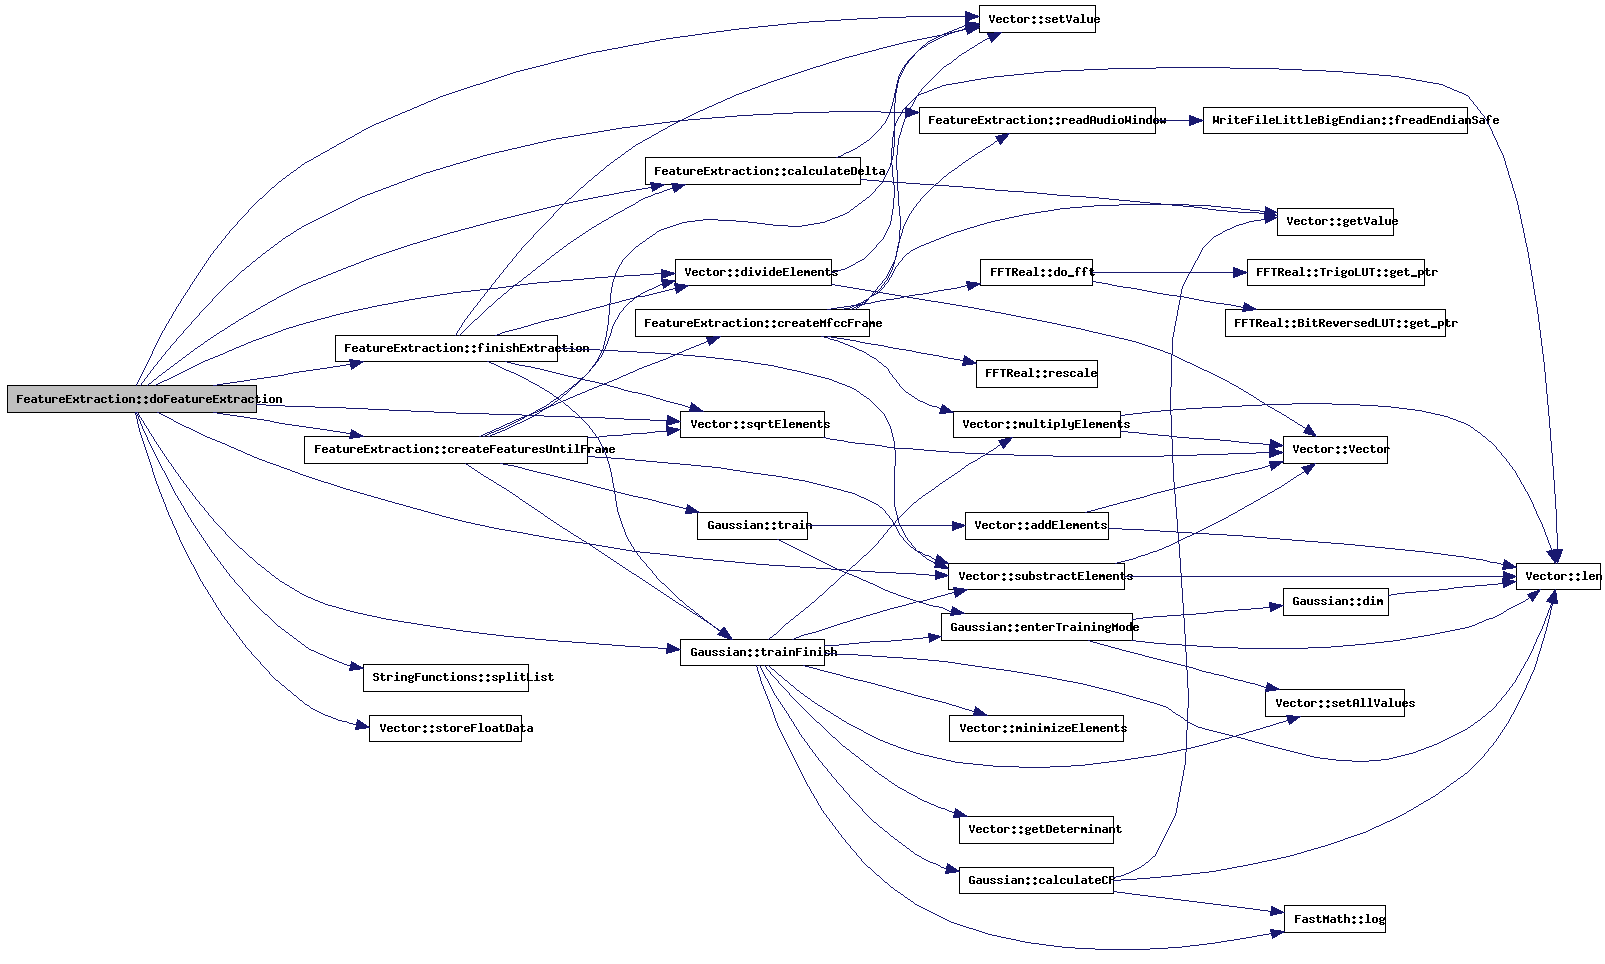 Vector::setValue
FeatureExtraction::readAudioWindow
WriteFileLittleBigEndian::freadEndianSafe
FeatureExtraction::calculateDelta
Vector::getValue
Vector::divideElements
FFTReal::do_fft
FFTReal::TrigoLUT::get_ptr
FeatureExtraction::createMfccFrame
FFTReal::BitReversedLUT::get_ptr
FeatureExtraction::finishExtraction
FFTReal::rescale
FeatureExtraction::doFeatureExtraction
Vector::sqrtElements
Vector::multiplyElements
FeatureExtraction::createFeaturesUntilFrame
Vector::Vector
Gaussian::train
Vector::addElements
Vector::substractElements
Vector::len
Gaussian::dim
Gaussian::enterTrainingMode
Gaussian::trainFinish
StringFunctions::splitList
Vector::setAllValues
Vector::storeFloatData
Vector::minimizeElements
Vector::getDeterminant
Gaussian::calculateCP
FastMath::log